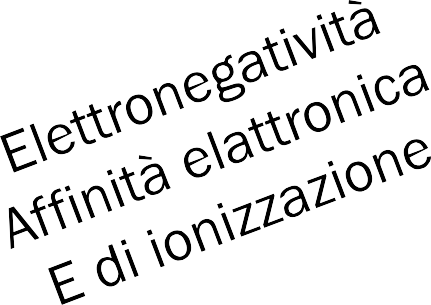 Elettronegatività
Affinità elattronica
E di ionizzazione